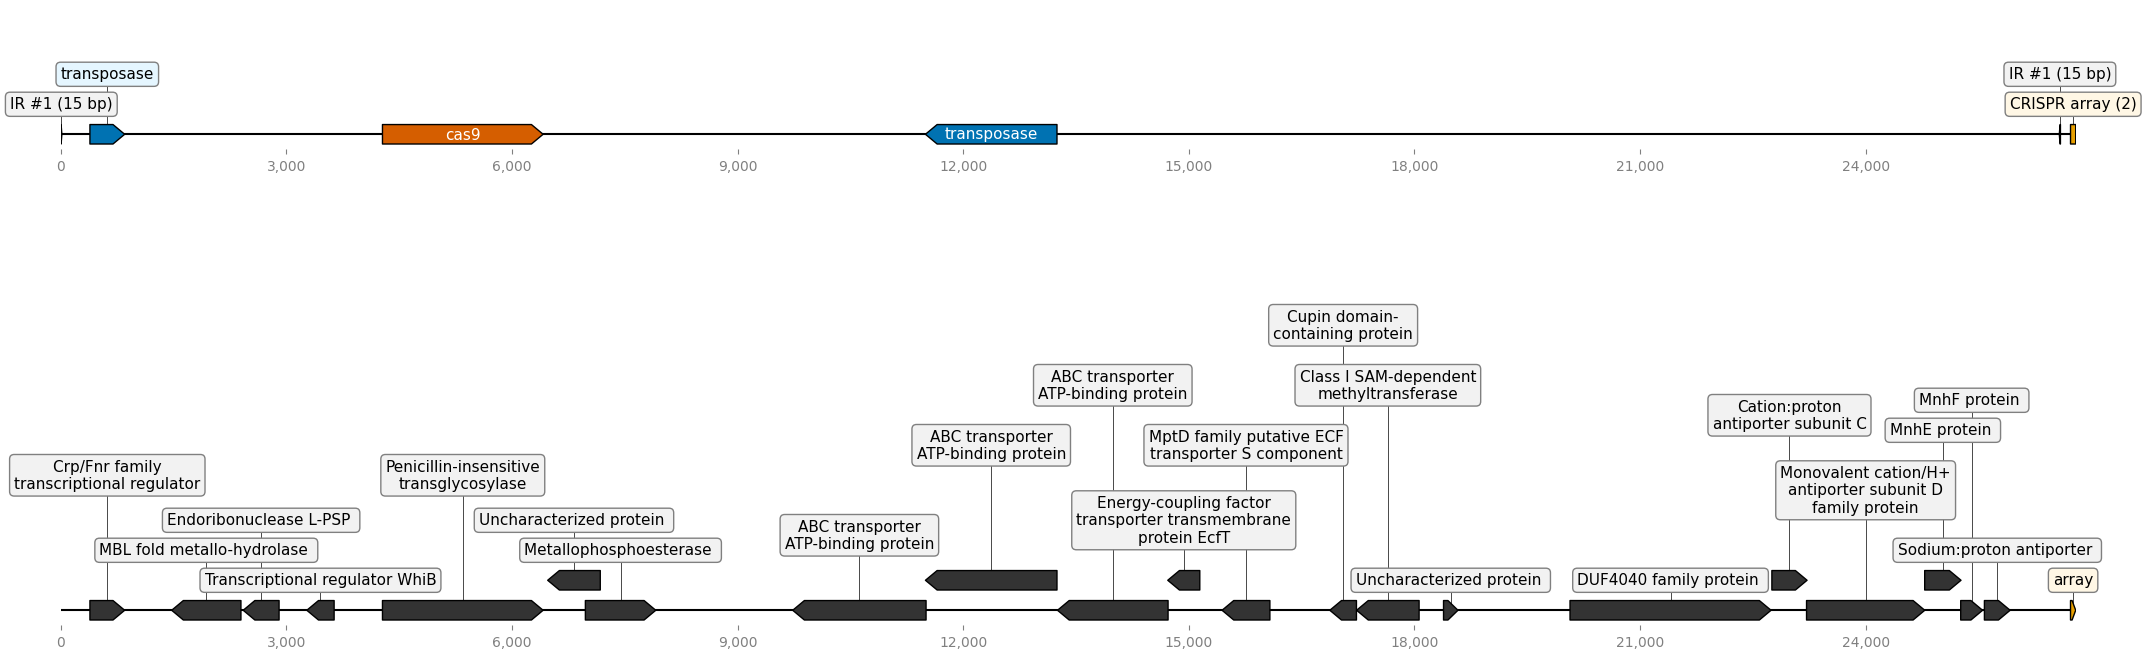 transposase
IR #1 (15 bp)
IR #1 (15 bp)
CRISPR array (2)
cas9
transposase
0
3,000
6,000
9,000
12,000
15,000
18,000
21,000
24,000
Cupin domain-
containing protein
ABC transporter
ATP-binding protein
Class I SAM-dependent
methyltransferase
MnhF protein
Cation:proton
antiporter subunit C
MnhE protein
ABC transporter
ATP-binding protein
MptD family putative ECF
transporter S component
Crp/Fnr family
transcriptional regulator
Penicillin-insensitive
transglycosylase
Monovalent cation/H+
antiporter subunit D
family protein
Energy-coupling factor
transporter transmembrane
protein EcfT
Endoribonuclease L-PSP
Uncharacterized protein
ABC transporter
ATP-binding protein
MBL fold metallo-hydrolase
Metallophosphoesterase
Sodium:proton antiporter
Transcriptional regulator WhiB
Uncharacterized protein
DUF4040 family protein
array
0
3,000
6,000
9,000
12,000
15,000
18,000
21,000
24,000